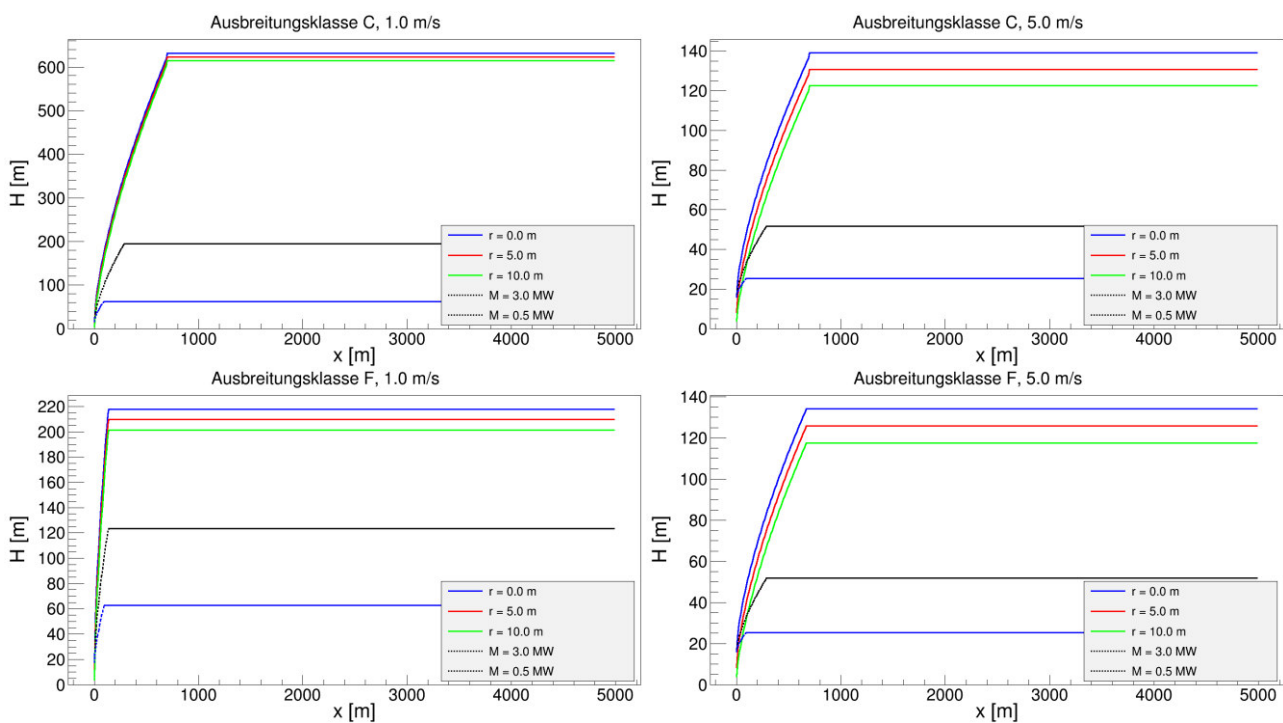 Ausbreitungsklasse C, 1.0 m/s
H [m]
600
500
400
300
200
100
0
r = 0.0 m
r = 5.0 m
r = 10.0 m
M = 3.0 MW
M = 0.5 MW
0 1000 2000 3000 4000 5000
x [m]
Ausbreitungsklasse C, 5.0 m/s
H [m]
140
120
100
80
60
40
20
0
r = 0.0 m
r = 5.0 m
r = 10.0 m
M = 3.0 MW
M = 0.5 MW
0 1000 2000 3000 4000 5000
x [m]
Ausbreitungsklasse F, 1.0 m/s
H [m]
220
200
180
160
140
120
100
80
60
40
20
0
r = 0.0 m
r = 5.0 m
r = 10.0 m
M = 3.0 MW
M = 0.5 MW
0 1000 2000 3000 4000 5000
x [m]
Ausbreitungsklasse F, 5.0 m/s
H [m]
140
120
100
80
60
40
20
0
r = 0.0 m
r = 5.0 m
r = 10.0 m
M = 3.0 MW
M = 0.5 MW
0 1000 2000 3000 4000 5000
x [m]